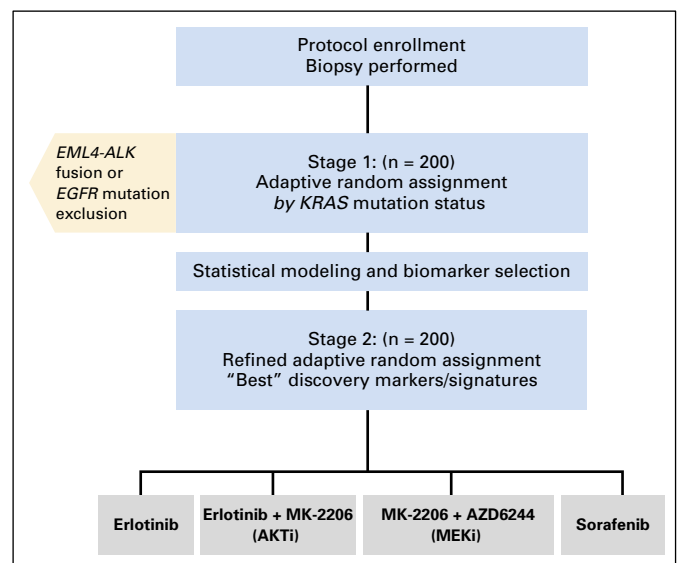 Protocol enrollment
Biopsy performed
EML4-ALK
fusion or
EGFR mutation
exclusion
Stage 1: (n = 200)
Adaptive random assignment
by KRAS mutation status
Statistical modeling and biomarker selection
Stage 2: (n = 200)
Refined adaptive random assignment
“Best” discovery markers/signatures
Erlotinib
Erlotinib + MK-2206
(AKTi)
MK-2206 + AZD6244
(MEKi)
Sorafenib